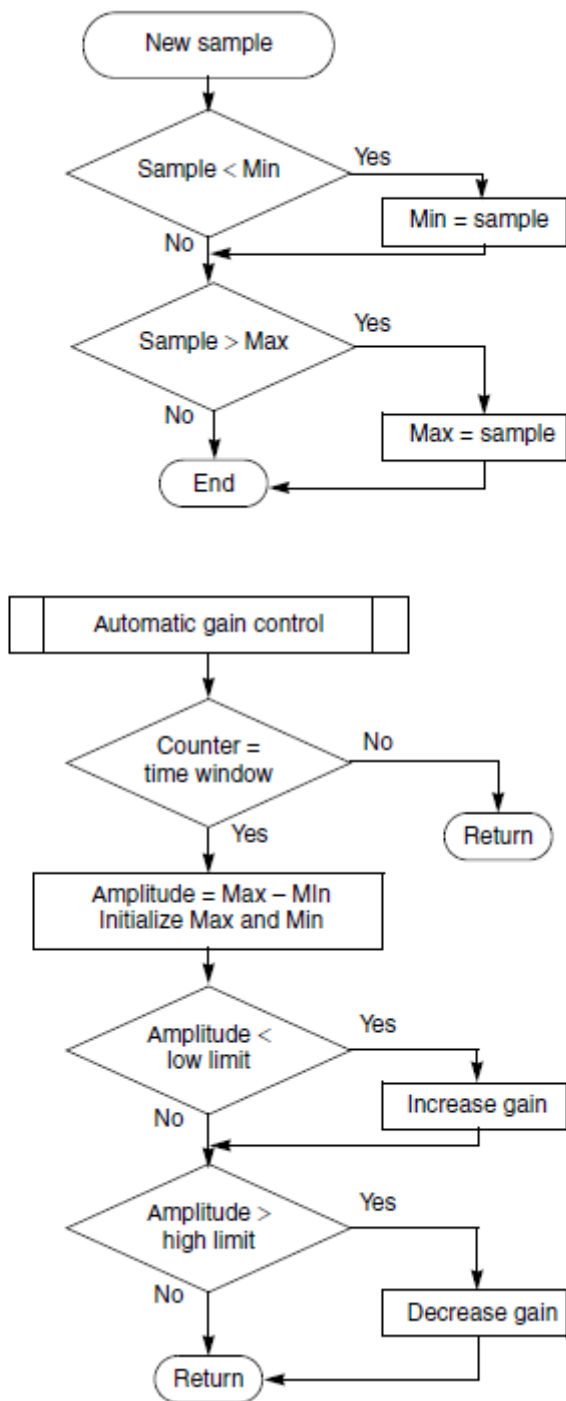 New sample
Sample < Min
Yes
Min = sample
No
Sample > Max
Yes
No
Max = sample
End
Automatic gain control
Counter =
time window
No
Yes
Return
Amplitude = Max – MIn
Initialize Max and Min
Amplitude <
low limit
Yes
Increase gain
No
Amplitude >
high limit
Yes
No
Decrease gain
Return